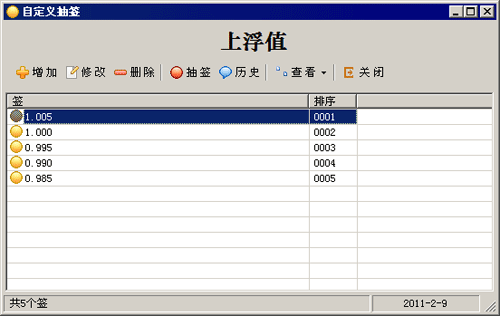 自定义抽签
上浮值
增加 修改 删除 抽签 历史 查看 关闭
签 排序
1.005 0001
1.000 0002
0.995 0003
0.990 0004
0.985 0005
共5个签 2011-2-9